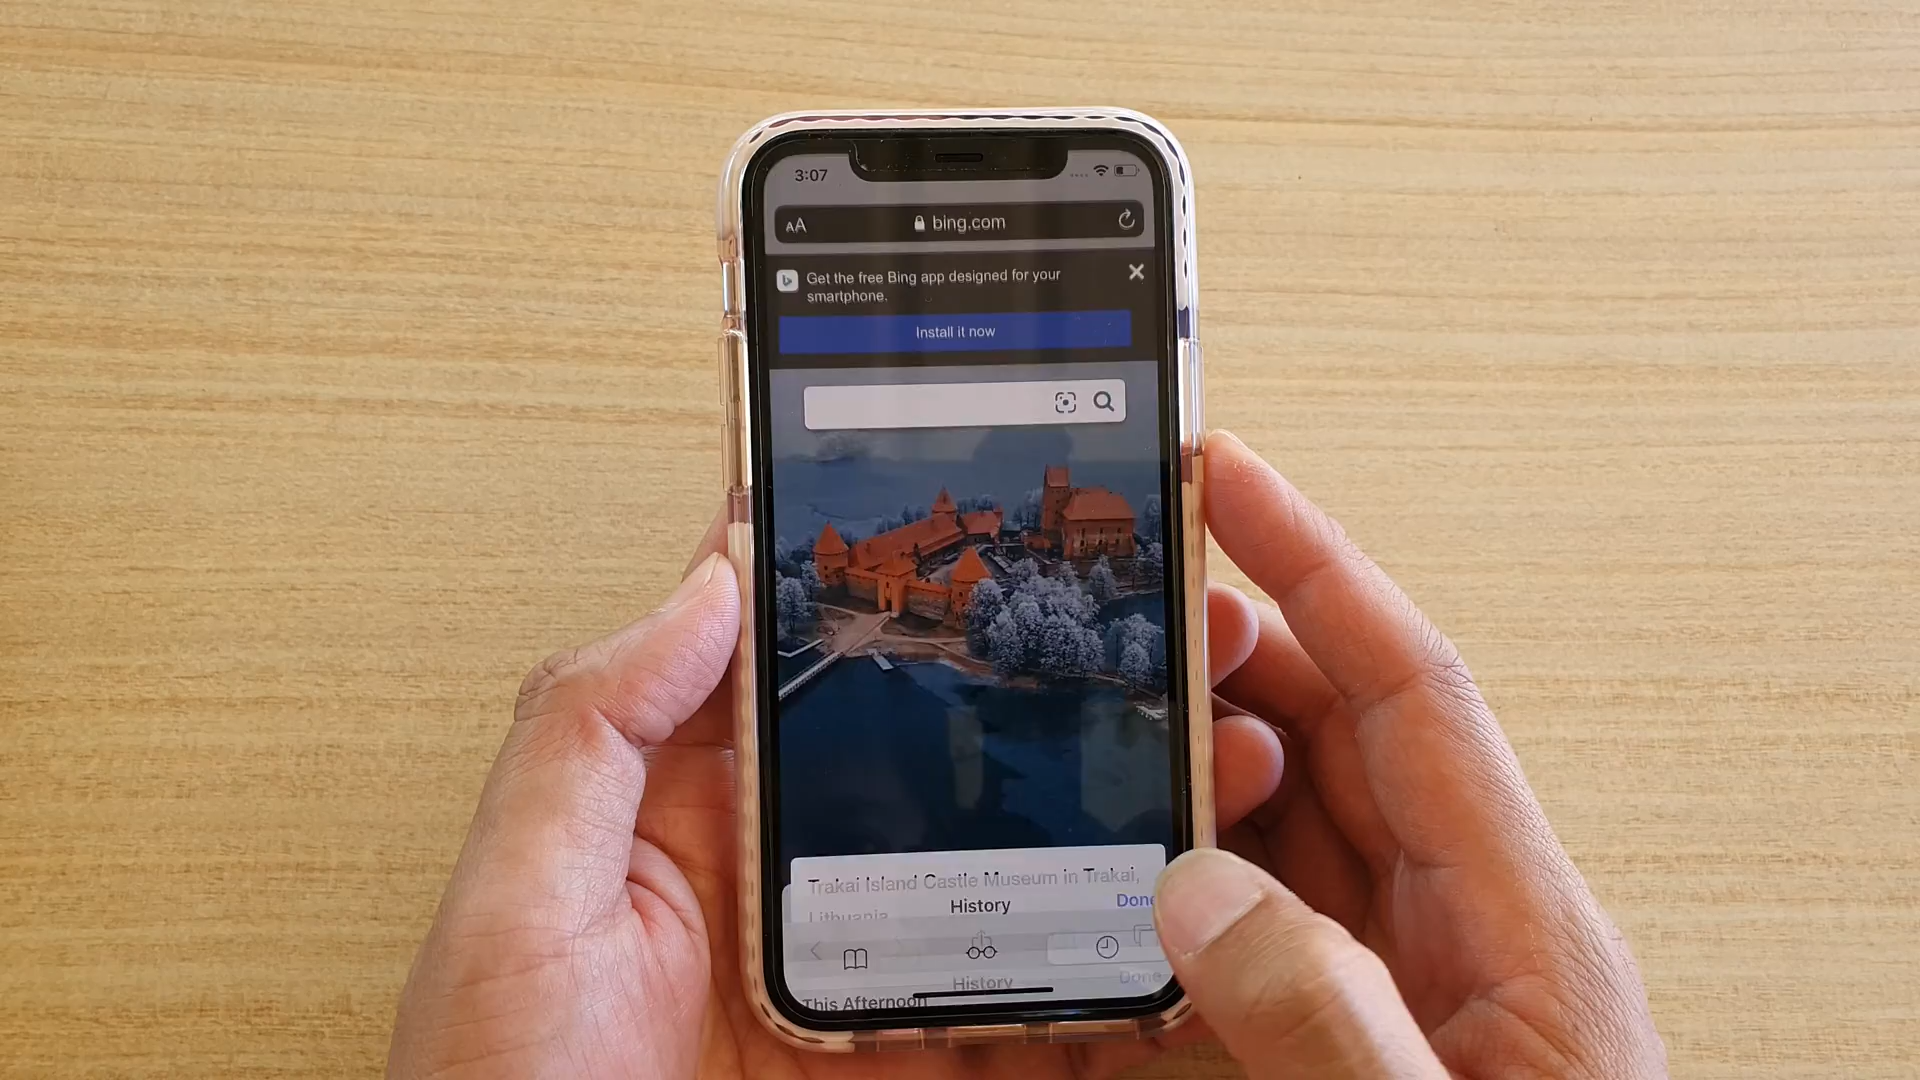 3:07
AA
bing.com
Get the free Bing app designed for your
smartphone.
Install it now
Trakai Island Castle Museum in Trakai,
Lithuania
History
Done
History
Done
This Afternoon